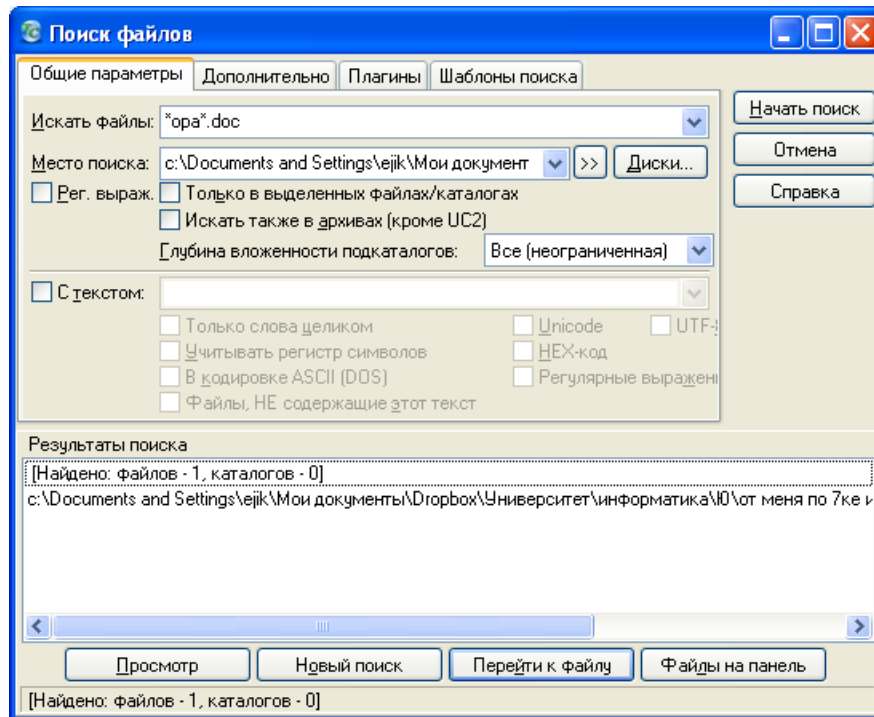 Поиск файлов
Общие параметры Дополнительно Плагины Шаблоны поиска
Искать файлы: *ора*.doc Начать поиск
Место поиска: c:\Documents and Settings\ejik\Мои документ >> Диски... Отмена
Рег. выраж. Только в выделенных файлах/каталогах Справка
Искать также в архивах (кроме UC2)
Глубина вложенности подкаталогов: Все (неограниченная)
С текстом:
Только слова целиком Unicode UTF-
Учитывать регистр символов HEX-код
В кодировке ASCII (DOS) Регулярные выражени
Файлы, НЕ содержащие этот текст
Результаты поиска
[Найдено: файлов - 1, каталогов - 0]
c:\Documents and Settings\ejik\Мои документы\Dropbox\Университет\информатика\Ю\от меня по 7ке и
Просмотр Новый поиск Перейти к файлу Файлы на панель
[Найдено: файлов - 1, каталогов - 0]